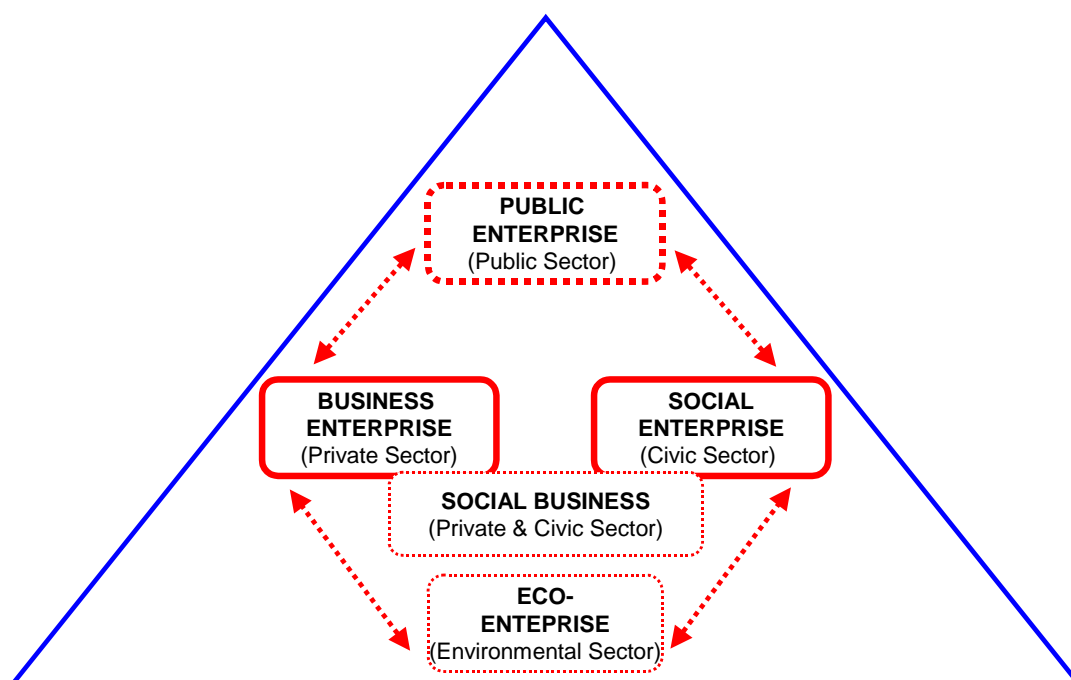 PUBLIC
ENTERPRISE
(Public Sector)
BUSINESS
ENTERPRISE
(Private Sector)
SOCIAL
ENTERPRISE
(Civic Sector)
SOCIAL BUSINESS
(Private & Civic Sector)
ECO-
ENTEPRISE
(Environmental Sector)